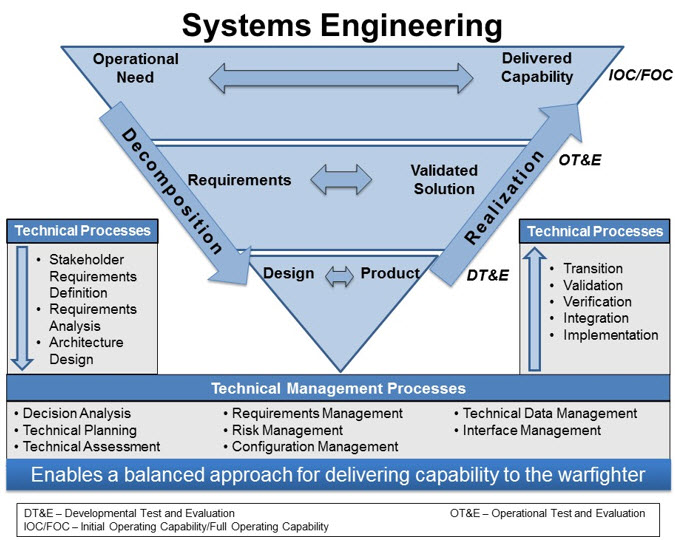 Systems Engineering
Operational
Need
Delivered
Capability
IOC/FOC
Decomposition
Realization
OT&E
Requirements
Validated
Solution
Design
Product
DT&E
Technical Processes
• Stakeholder
Requirements
Definition
• Requirements
Analysis
• Architecture
Design
Technical Processes
• Transition
• Validation
• Verification
• Integration
• Implementation
Technical Management Processes
• Decision Analysis
• Technical Planning
• Technical Assessment
• Requirements Management
• Risk Management
• Configuration Management
• Technical Data Management
• Interface Management
Enables a balanced approach for delivering capability to the warfighter
DT&E – Developmental Test and Evaluation
OT&E – Operational Test and Evaluation
IOC/FOC – Initial Operating Capability/Full Operating Capability